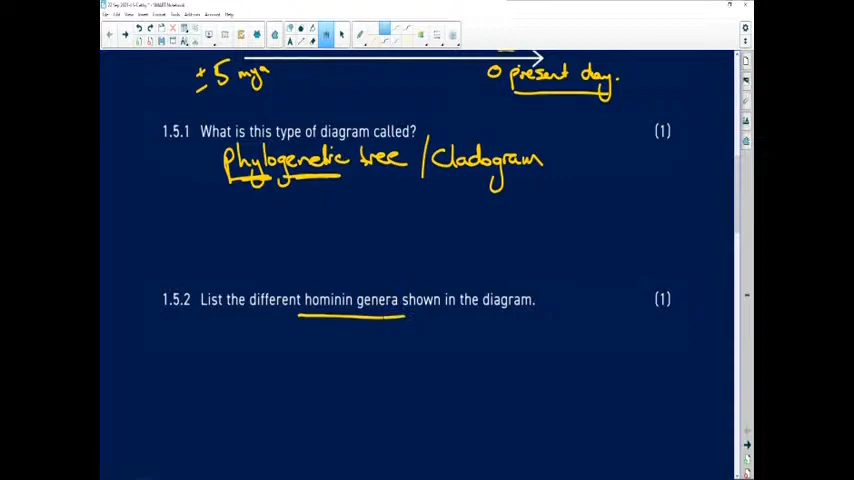 ± 5 mya
0 present day.
1.5.1 What is this type of diagram called? (1)
phylogenetic tree / Cladogram
1.5.2 List the different hominin genera shown in the diagram. (1)